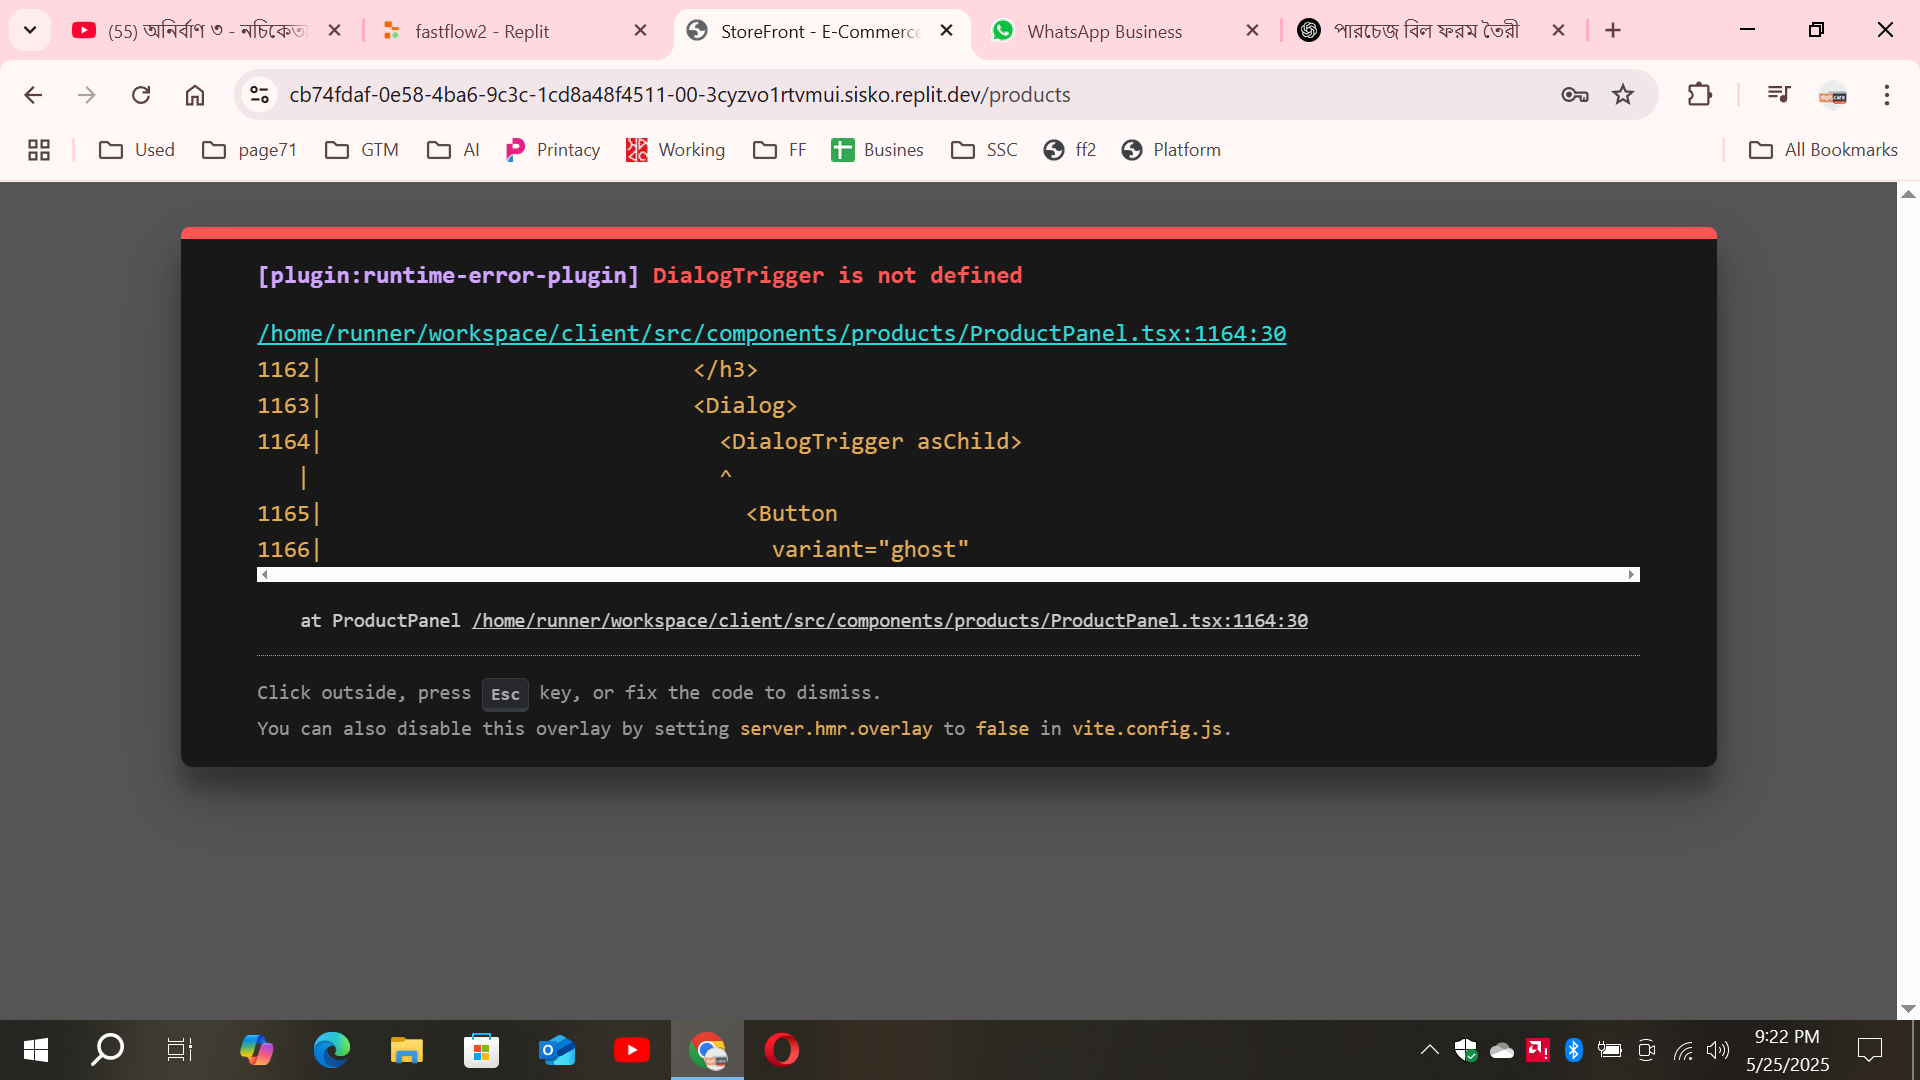 (55) অনির্বাণ ৩ - নচিকেতা
fastflow2 - Replit
StoreFront - E-Commerce
WhatsApp Business
পারচেজ বিল ফরম তৈরী
cb74fdaf-0e58-4ba6-9c3c-1cd8a48f4511-00-3cyzvo1rtvmui.sisko.replit.dev/products
Used
page71
GTM
AI
Printacy
Working
FF
Busines
SSC
ff2
Platform
All Bookmarks
[plugin:runtime-error-plugin] DialogTrigger is not defined
/home/runner/workspace/client/src/components/products/ProductPanel.tsx:1164:30
1162| </h3>
1163| <Dialog>
1164| <DialogTrigger asChild>
| ^
1165| <Button
1166| variant="ghost"
at ProductPanel /home/runner/workspace/client/src/components/products/ProductPanel.tsx:1164:30
Click outside, press Esc key, or fix the code to dismiss.
You can also disable this overlay by setting server.hmr.overlay to false in vite.config.js.
9:22 PM
5/25/2025